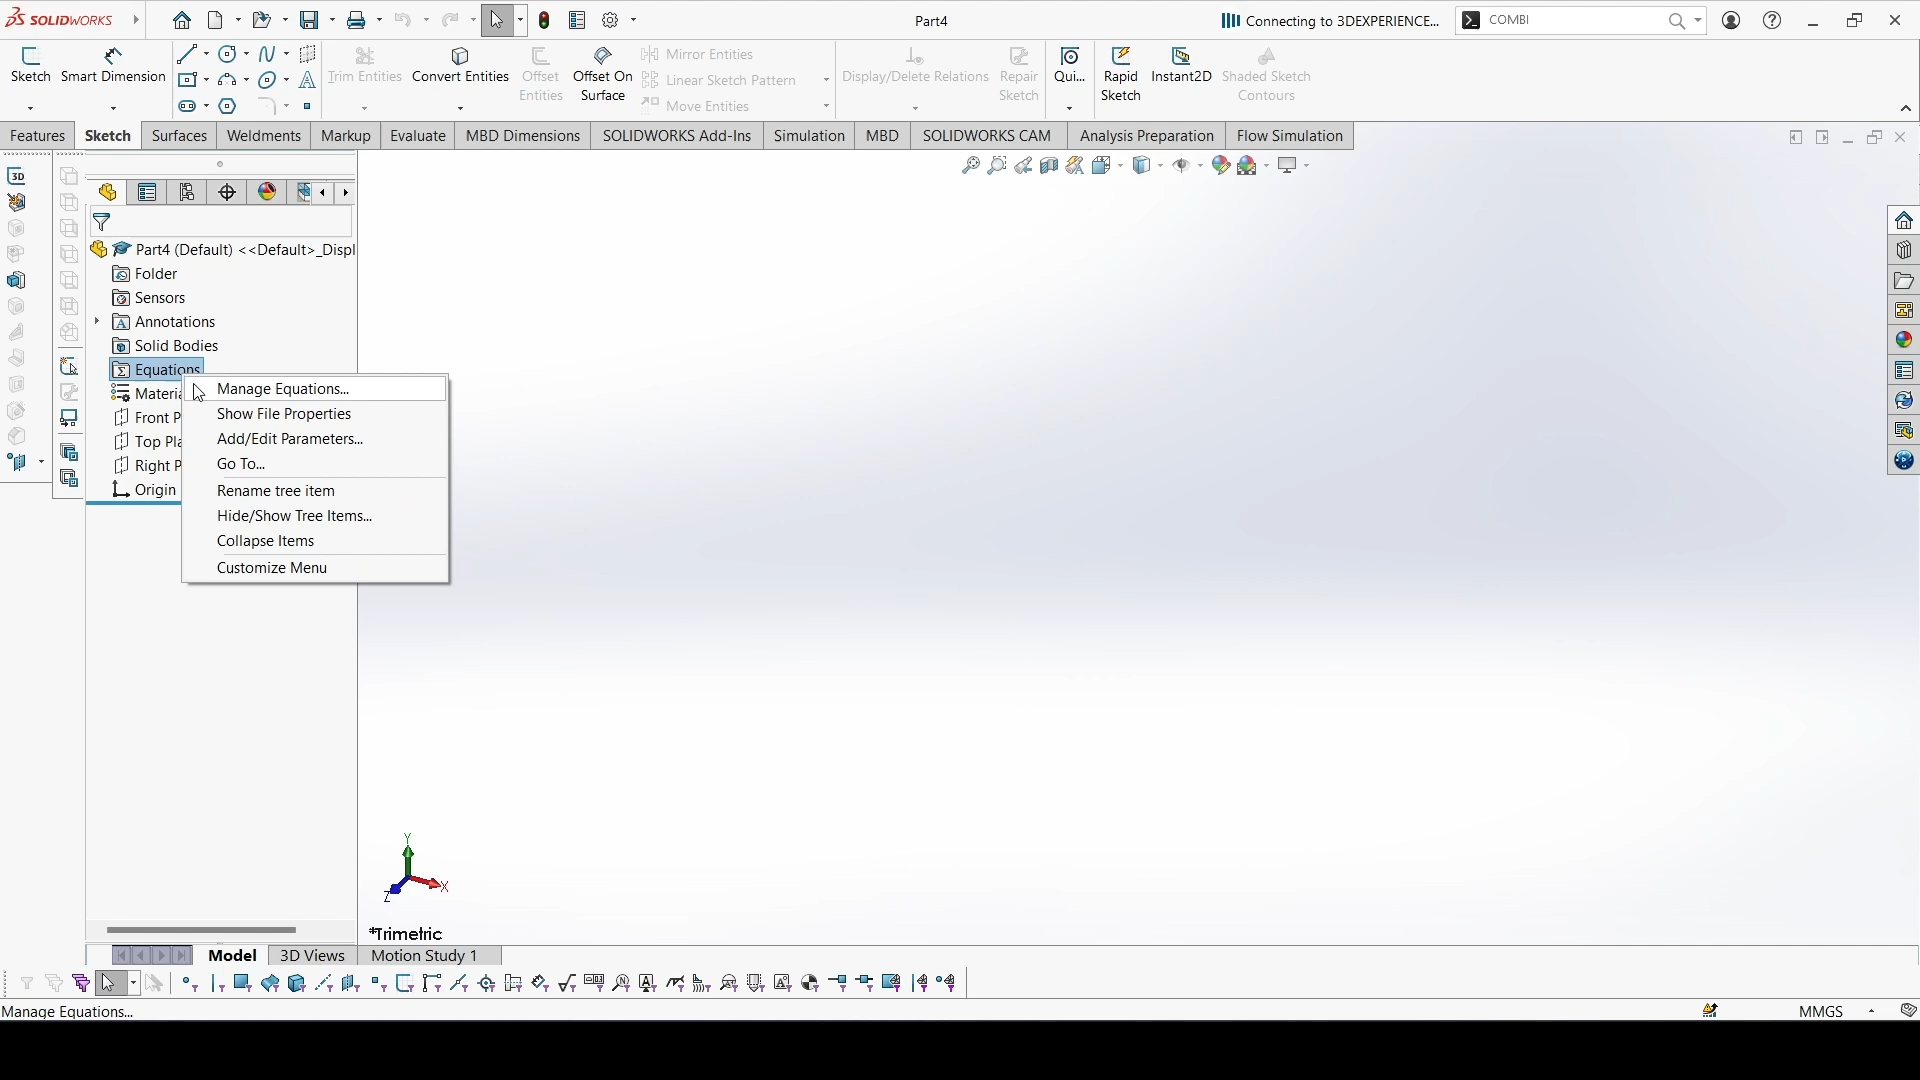 SOLIDWORKS
Part4
Connecting to 3DEXPERIENCE...
COMBI
Sketch
Smart Dimension
Trim Entities
Convert Entities
Offset
Entities
Offset On
Surface
Mirror Entities
Linear Sketch Pattern
Move Entities
Display/Delete Relations
Repair
Sketch
Qui...
Rapid
Sketch
Instant2D
Shaded Sketch
Contours
Features
Sketch
Surfaces
Weldments
Markup
Evaluate
MBD Dimensions
SOLIDWORKS Add-Ins
Simulation
MBD
SOLIDWORKS CAM
Analysis Preparation
Flow Simulation
3D
Part4 (Default) <<Default>_Displ
Folder
Sensors
Annotations
Solid Bodies
Equations
Materia
Front P
Top Pla
Right P
Origin
Manage Equations...
Show File Properties
Add/Edit Parameters...
Go To...
Rename tree item
Hide/Show Tree Items...
Collapse Items
Customize Menu
Y
X
Z
*Trimetric
Model
3D Views
Motion Study 1
Manage Equations...
MMGS